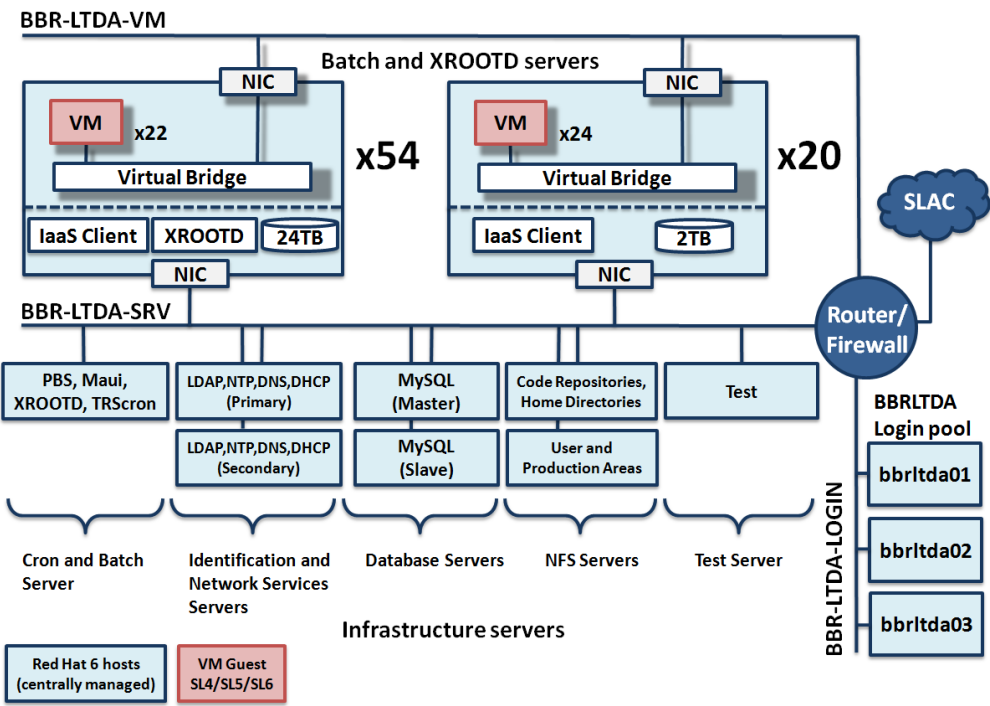 BBR-LTDA-VM
Batch and XROOTD servers
NIC
VM
x22
Virtual Bridge
IaaS Client
XROOTD
24TB
NIC
x54
NIC
VM
x24
Virtual Bridge
IaaS Client
2TB
NIC
x20
SLAC
BBR-LTDA-SRV
Router/
Firewall
PBS, Maui,
XROOTD, TRScron
LDAP,NTP,DNS,DHCP
(Primary)
MySQL
(Master)
Code Repositories,
Home Directories
Test
LDAP,NTP,DNS,DHCP
(Secondary)
MySQL
(Slave)
User and
Production Areas
BBRLTDA
Login pool
bbrltda01
bbrltda02
bbrltda03
BBR-LTDA-LOGIN
Cron and Batch
Server
Identification and
Network Services
Servers
Database Servers
NFS Servers
Test Server
Infrastructure servers
Red Hat 6 hosts
(centrally managed)
VM Guest
SL4/SL5/SL6